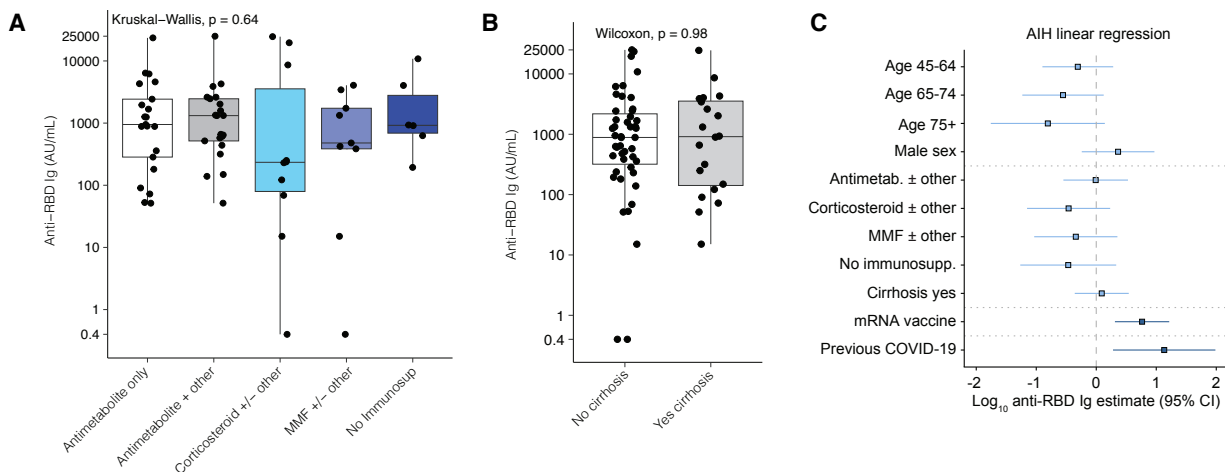 A
Kruskal−Wallis, p = 0.64
Anti−RBD Ig (AU/mL)
25000
10000
1000
100
10
1
0.4
Antimetabolite only
Antimetabolite + other
Corticosteroid +/− other
MMF +/− other
No Immunosup
B
Wilcoxon, p = 0.98
Anti−RBD Ig (AU/mL)
25000
10000
1000
100
10
1
0.4
No cirrhosis
Yes cirrhosis
C
AIH linear regression
Age 45-64
Age 65-74
Age 75+
Male sex
Antimetab. ± other
Corticosteroid ± other
MMF ± other
No immunosupp.
Cirrhosis yes
mRNA vaccine
Previous COVID-19
-2 -1 0 1 2
Log₁₀ anti-RBD Ig estimate (95% CI)